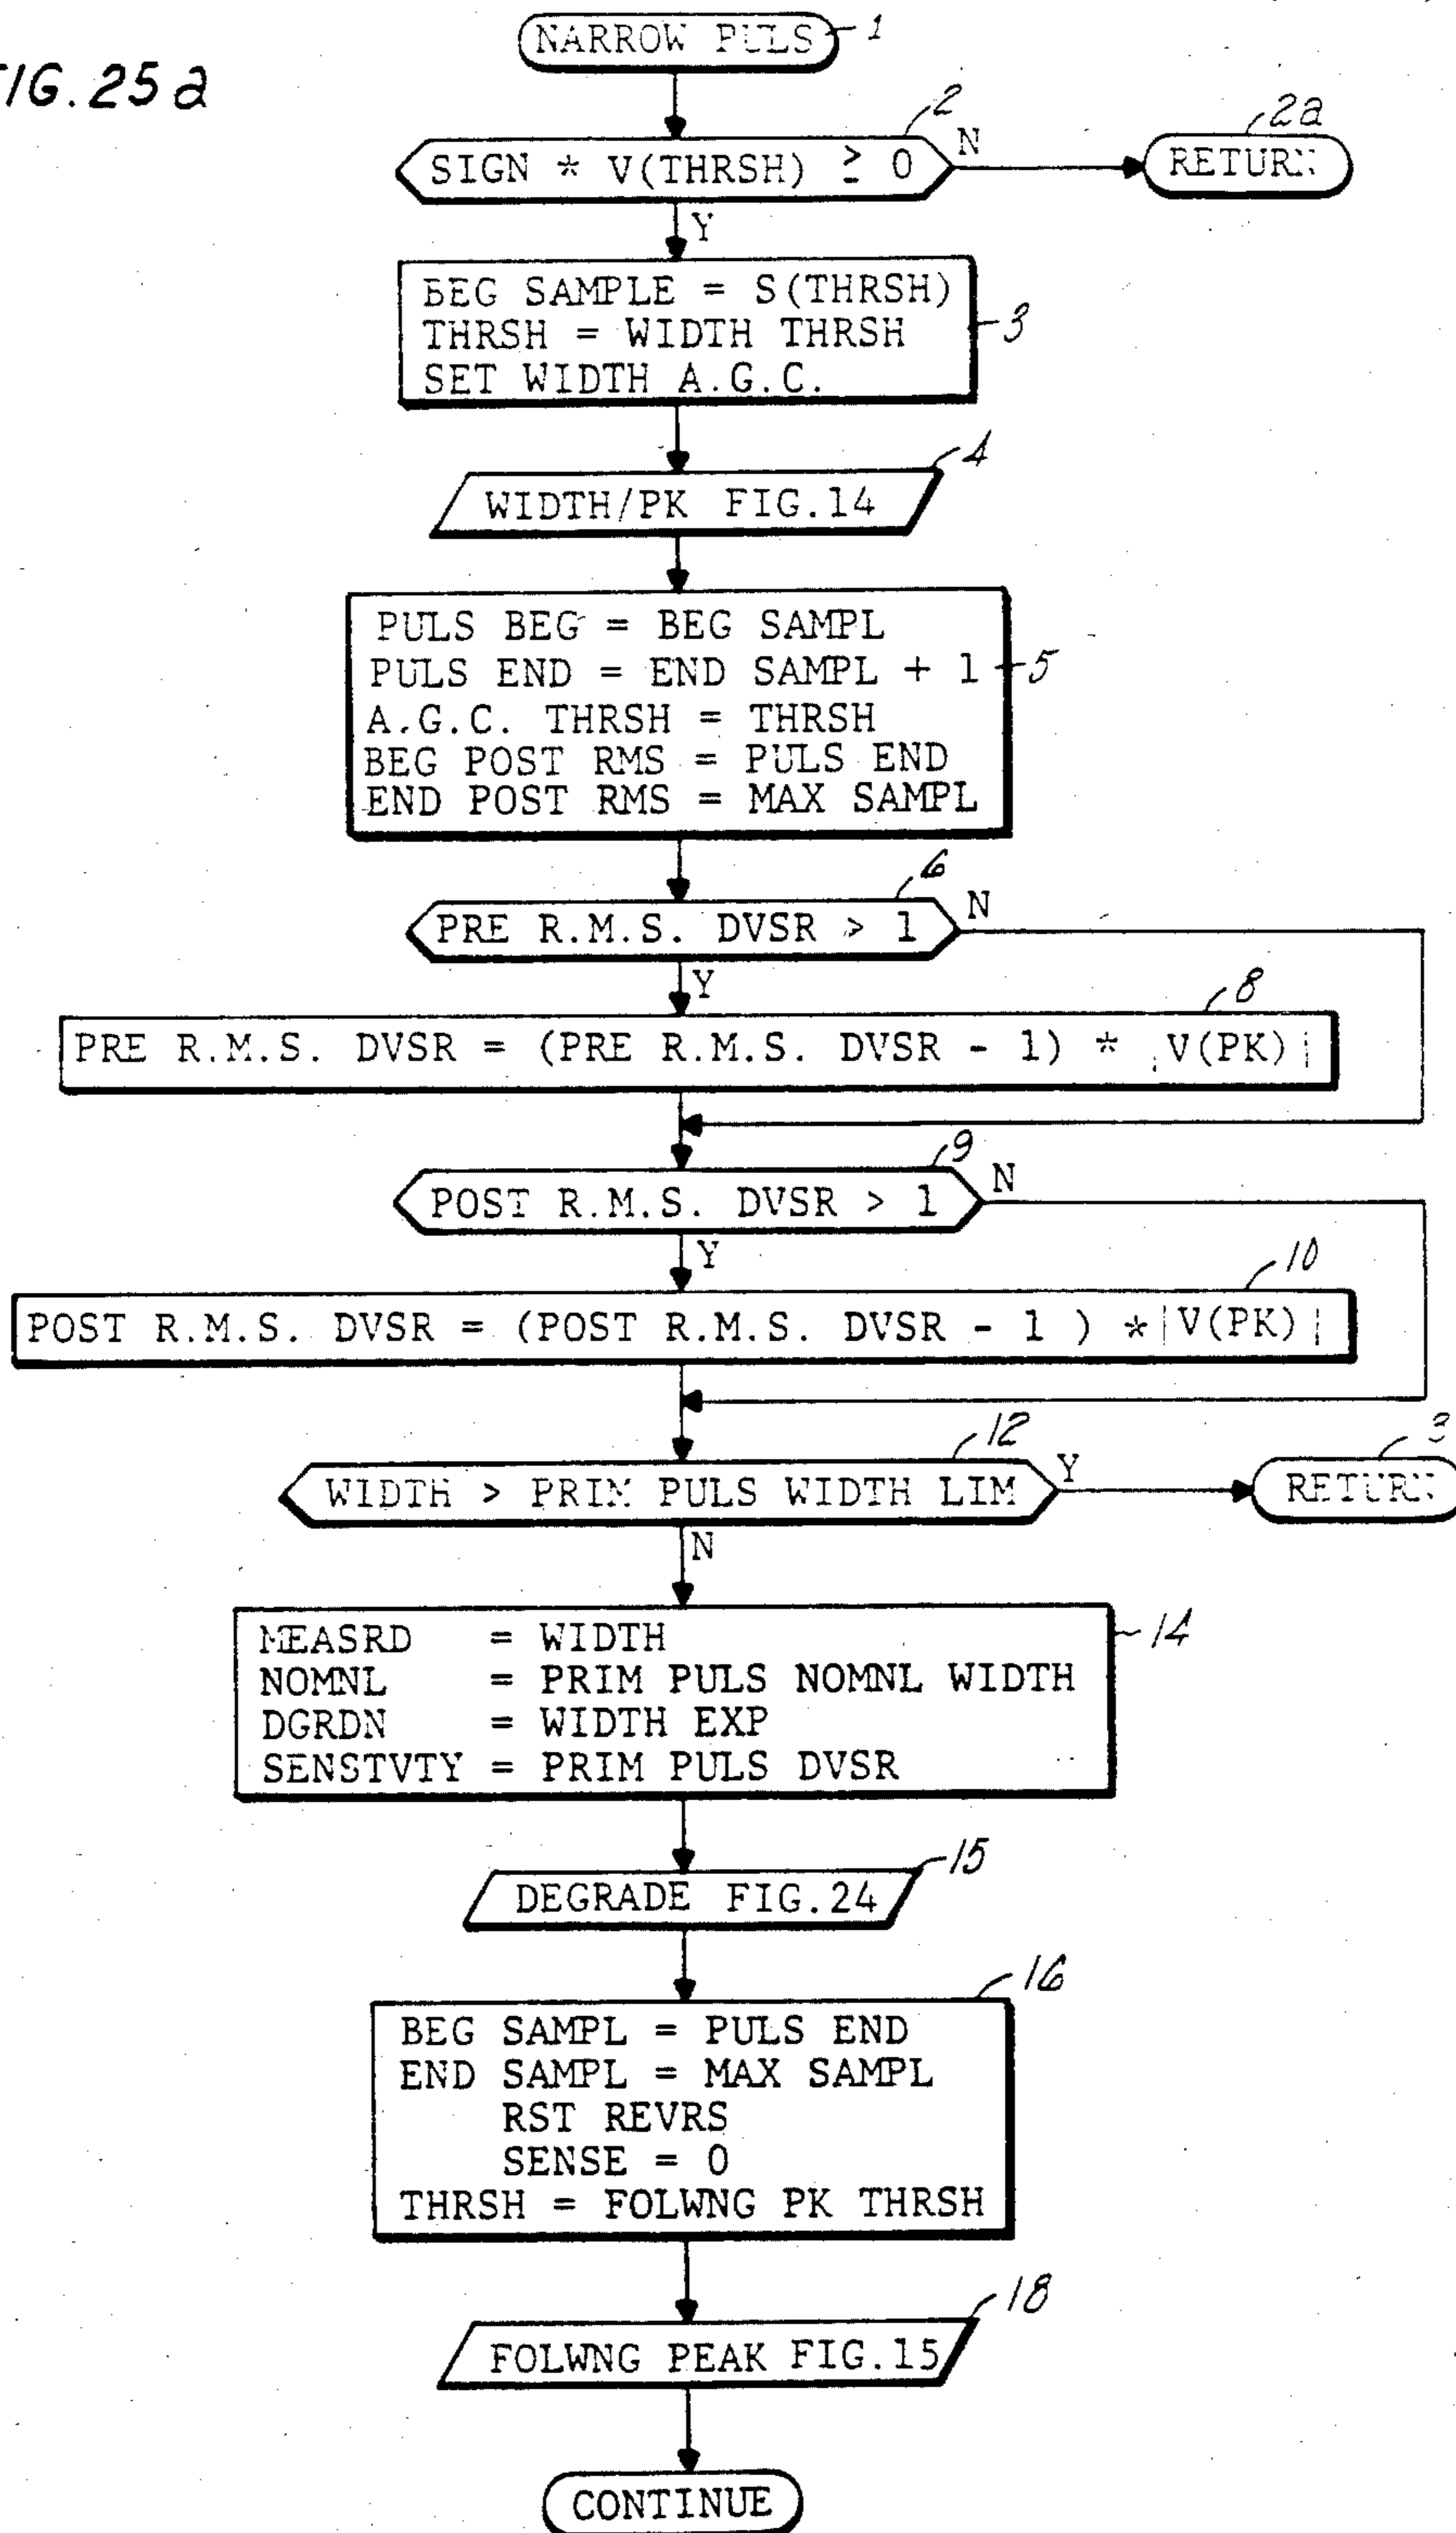 FIG. 25a
NARROW PULS 1
2
SIGN * V(THRSH) ≥ 0 N
2a
RETURN
Y
BEG SAMPLE = S(THRSH)
THRSH = WIDTH THRSH
SET WIDTH A.G.C.
3
4
WIDTH/PK FIG.14
PULS BEG = BEG SAMPL
PULS END = END SAMPL + 1
A.G.C. THRSH = THRSH
BEG POST RMS = PULS END
END POST RMS = MAX SAMPL
5
6
PRE R.M.S. DVSR > 1 N
Y
8
PRE R.M.S. DVSR = (PRE R.M.S. DVSR - 1) * |V(PK)|
9
POST R.M.S. DVSR > 1 N
Y
10
POST R.M.S. DVSR = (POST R.M.S. DVSR - 1 ) * |V(PK)|
12
WIDTH > PRIM PULS WIDTH LIM Y
RETURN
N
MEASRD = WIDTH
NOMNL = PRIM PULS NOMNL WIDTH
DGRDN = WIDTH EXP
SENSTVTY = PRIM PULS DVSR
14
15
DEGRADE FIG.24
16
BEG SAMPL = PULS END
END SAMPL = MAX SAMPL
RST REVRS
SENSE = 0
THRSH = FOLWNG PK THRSH
18
FOLWNG PEAK FIG.15
CONTINUE